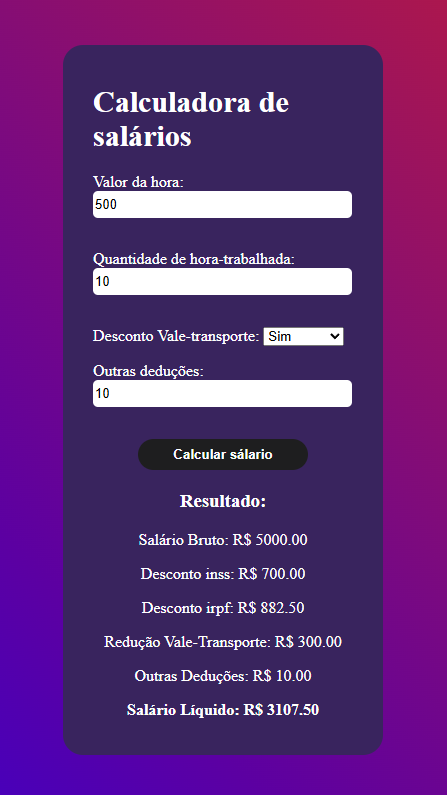 Calculadora de
salários
Valor da hora:
500
Quantidade de hora-trabalhada:
10
Desconto Vale-transporte: Sim
Outras deduções:
10
Calcular sálario
Resultado:
Salário Bruto: R$ 5000.00
Desconto inss: R$ 700.00
Desconto irpf: R$ 882.50
Redução Vale-Transporte: R$ 300.00
Outras Deduções: R$ 10.00
Salário Líquido: R$ 3107.50